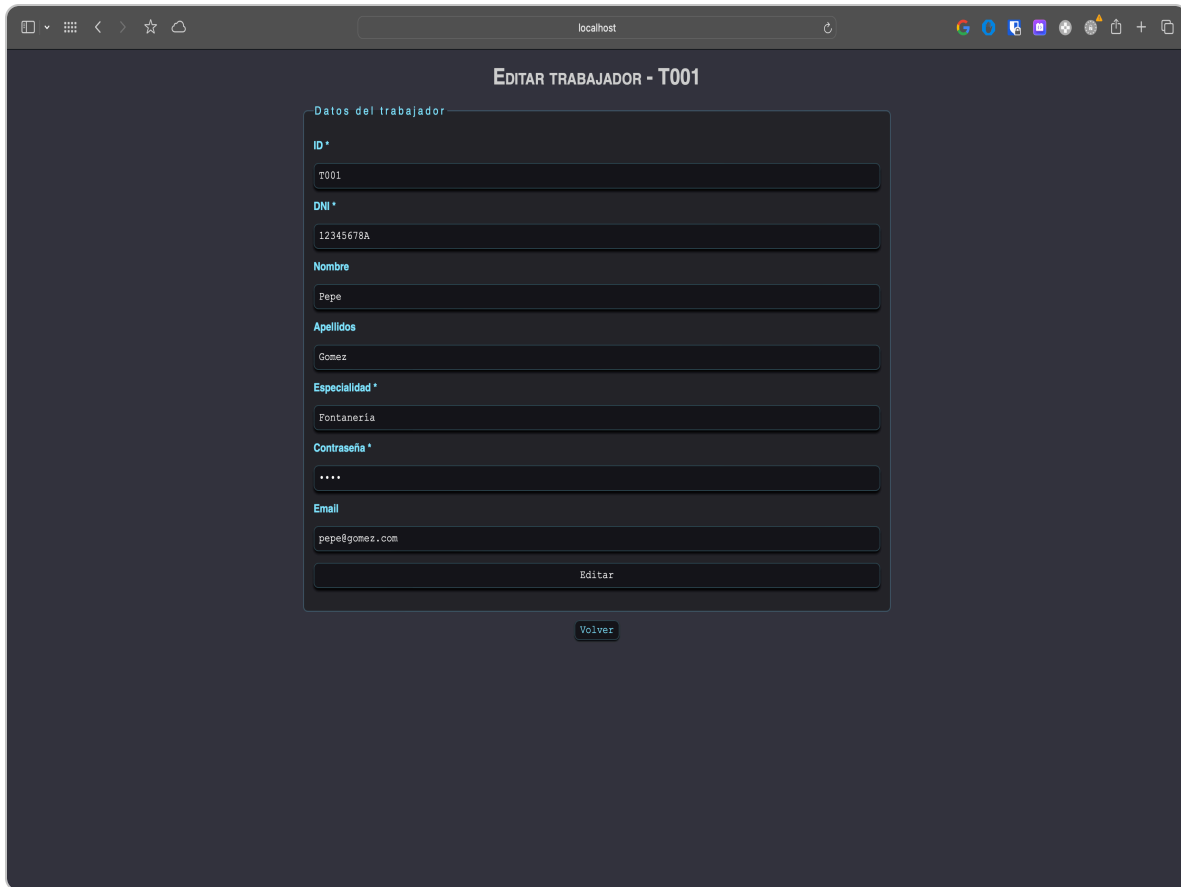 localhost
EDITAR TRABAJADOR - T001
Datos del trabajador
ID *
T001
DNI *
12345678A
Nombre
Pepe
Apellidos
Gomez
Especialidad *
Fontanería
Contraseña *
••••
Email
pepe@gomez.com
Editar
Volver